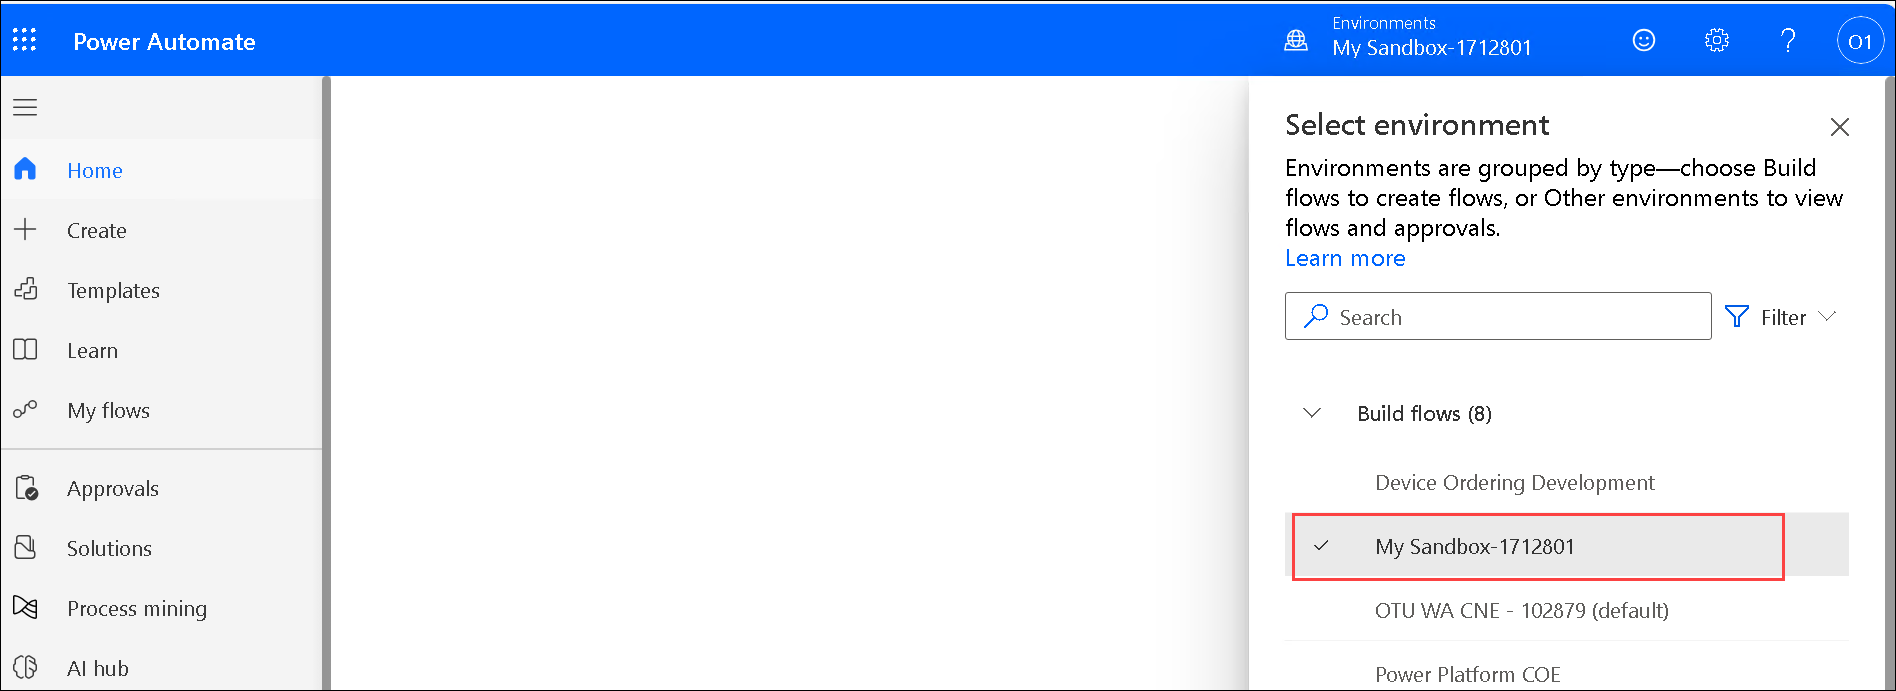 Power Automate
Environments
My Sandbox-1712801
?
O1
Home
Create
Templates
Learn
My flows
Approvals
Solutions
Process mining
AI hub
Select environment
Environments are grouped by type—choose Build
flows to create flows, or Other environments to view
flows and approvals.
Learn more
Search
Filter
Build flows (8)
Device Ordering Development
My Sandbox-1712801
OTU WA CNE - 102879 (default)
Power Platform COE